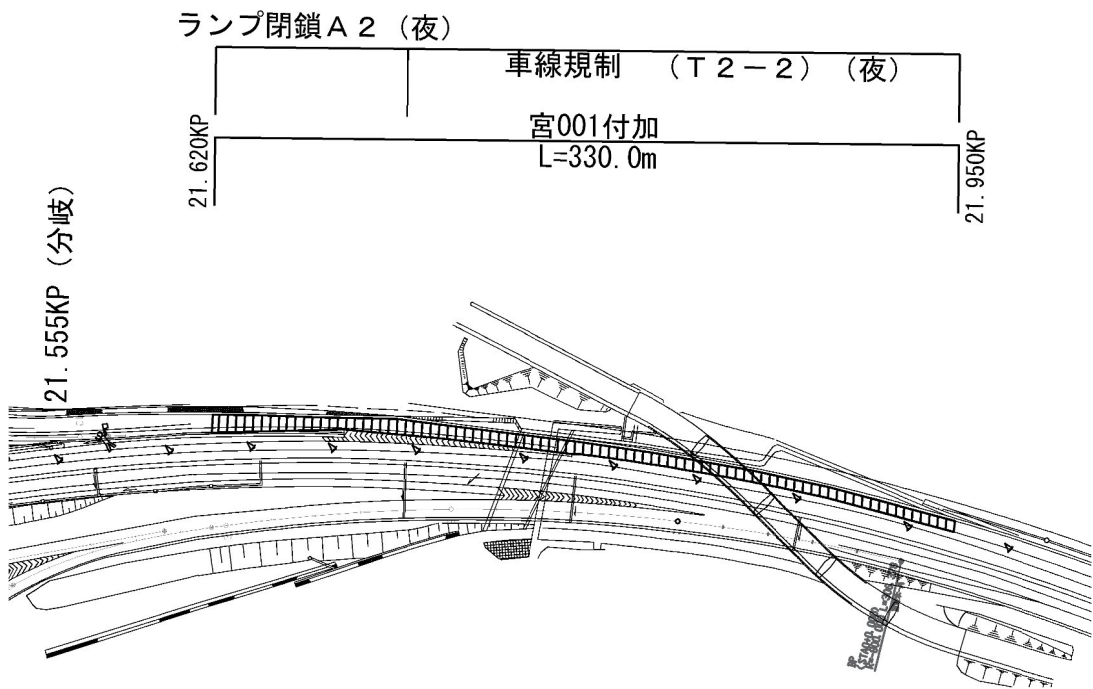 ランプ閉鎖Ａ２（夜）
車線規制　（Ｔ２－２）（夜）
宮001付加
L=330.0m
21.620KP
21.950KP
21.555KP（分岐）